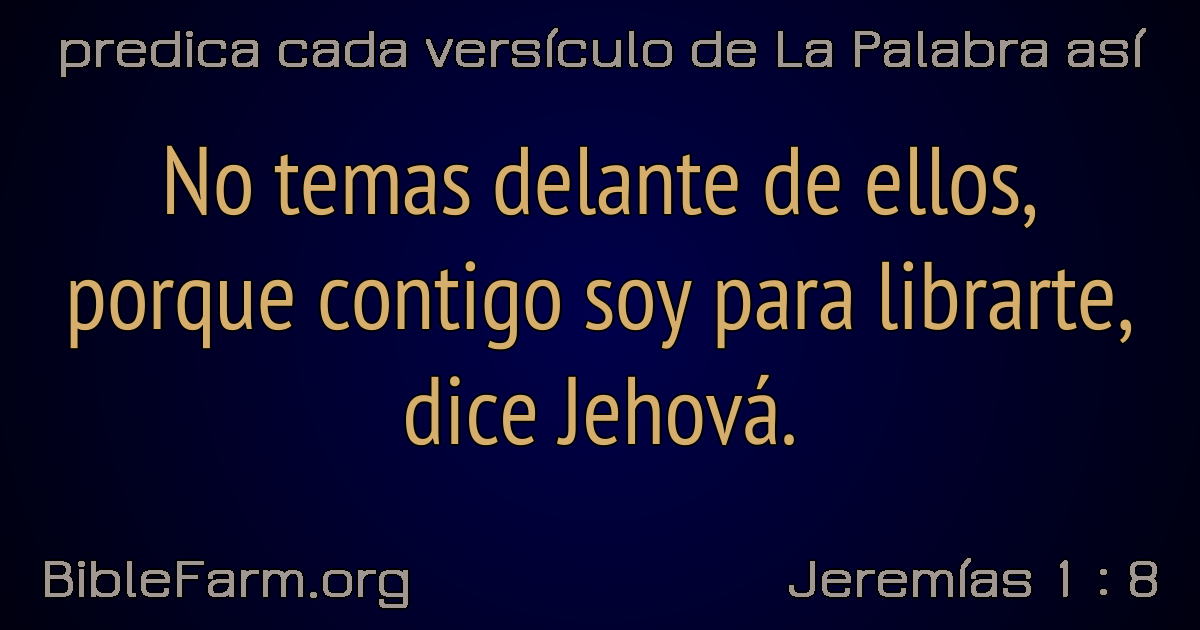 predica cada versículo de La Palabra así
No temas delante de ellos,
porque contigo soy para librarte,
dice Jehová.
BibleFarm.org
Jeremías 1 : 8